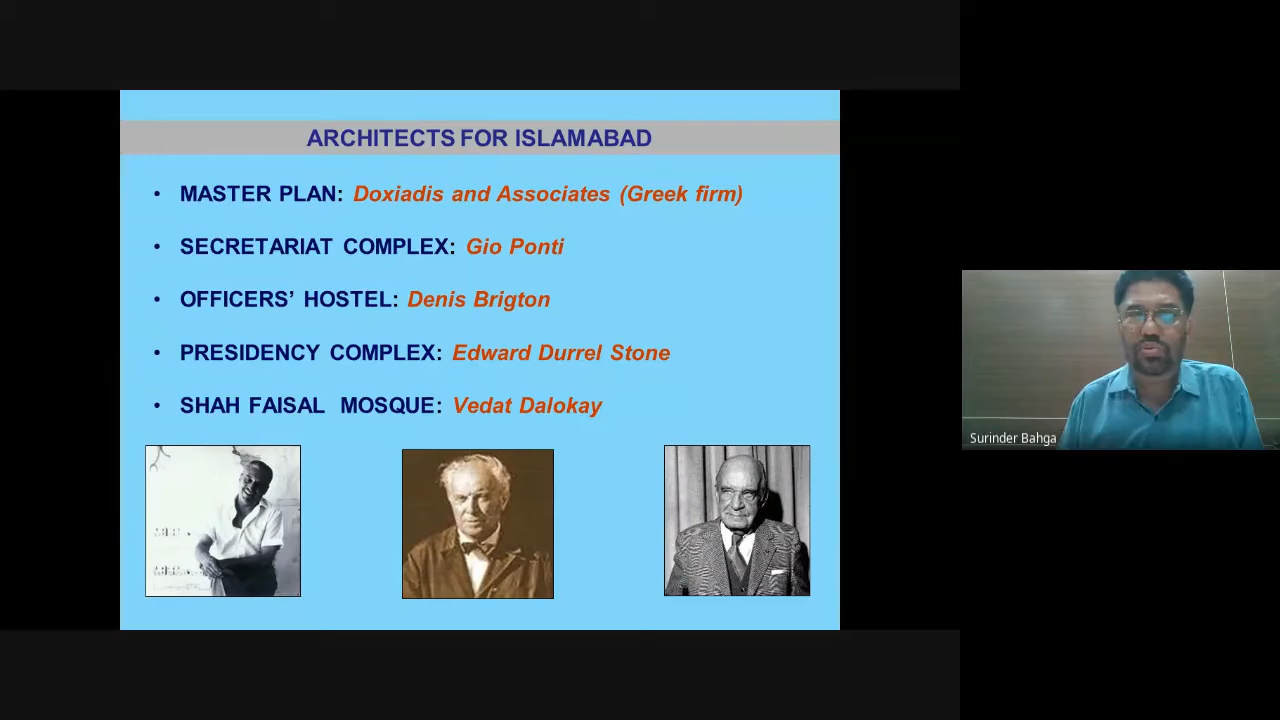 ARCHITECTS FOR ISLAMABAD
• MASTER PLAN: Doxiadis and Associates (Greek firm)
• SECRETARIAT COMPLEX: Gio Ponti
• OFFICERS’ HOSTEL: Denis Brigton
• PRESIDENCY COMPLEX: Edward Durrel Stone
• SHAH FAISAL MOSQUE: Vedat Dalokay
Surinder Bahga